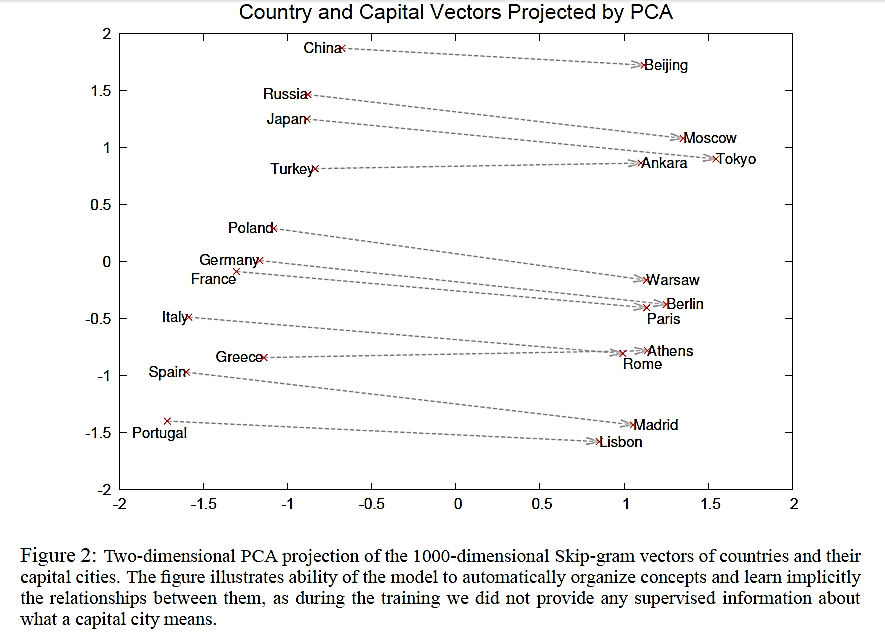 Country and Capital Vectors Projected by PCA
2
1.5
1
0.5
0
-0.5
-1
-1.5
-2
China
Beijing
Russia
Moscow
Japan
Tokyo
Turkey
Ankara
Poland
Warsaw
Germany
Berlin
France
Paris
Italy
Rome
Greece
Athens
Spain
Madrid
Portugal
Lisbon
-2 -1.5 -1 -0.5 0 0.5 1 1.5 2
Figure 2: Two-dimensional PCA projection of the 1000-dimensional Skip-gram vectors of countries and their
capital cities. The figure illustrates ability of the model to automatically organize concepts and learn implicitly
the relationships between them, as during the training we did not provide any supervised information about
what a capital city means.